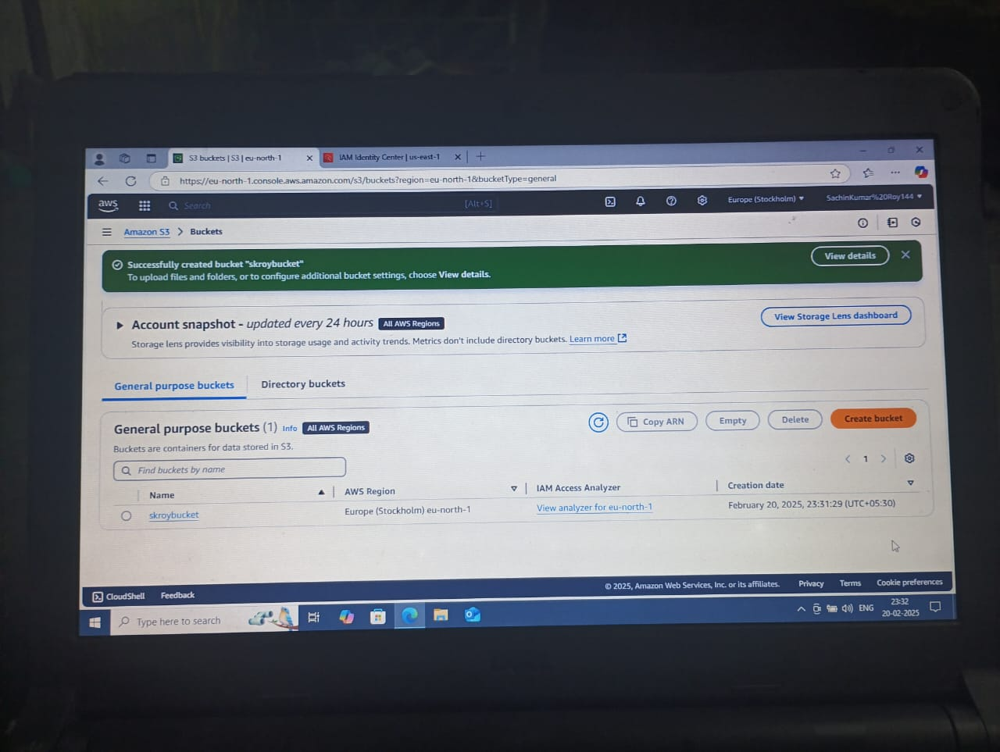 S3 buckets | S3 | eu-north-1
IAM Identity Center | us-east-1
https://eu-north-1.console.aws.amazon.com/s3/buckets?region=eu-north-1&bucketType=general
aws
Search
[Alt+S]
Europe (Stockholm)
SachinKumar%20Roy144
Amazon S3 > Buckets
Successfully created bucket "skroybucket"
To upload files and folders, or to configure additional bucket settings, choose View details.
View details
Account snapshot - updated every 24 hours All AWS Regions
View Storage Lens dashboard
Storage lens provides visibility into storage usage and activity trends. Metrics don't include directory buckets. Learn more
General purpose buckets
Directory buckets
General purpose buckets (1) Info All AWS Regions
Copy ARN
Empty
Delete
Create bucket
Buckets are containers for data stored in S3.
Find buckets by name
1
Name
AWS Region
IAM Access Analyzer
Creation date
skroybucket
Europe (Stockholm) eu-north-1
View analyzer for eu-north-1
February 20, 2025, 23:31:29 (UTC+05:30)
CloudShell
Feedback
© 2025, Amazon Web Services, Inc. or its affiliates.
Privacy
Terms
Cookie preferences
Type here to search
ENG
23:32
20-02-2025